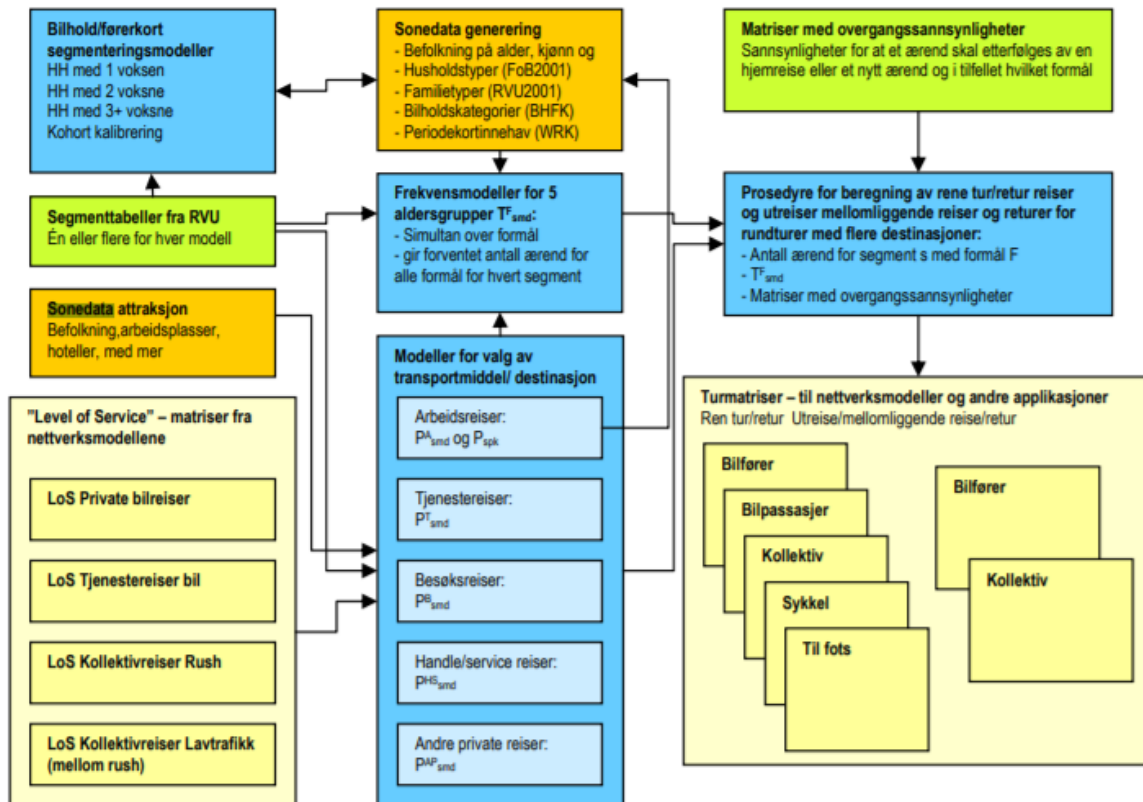 Bilhold/førerkort
segmenteringsmodeller
HH med 1 voksen
HH med 2 voksne
HH med 3+ voksne
Kohort kalibrering
Sonedata generering
- Befolkning på alder, kjønn og
- Husholdstyper (FoB2001)
- Familietyper (RVU2001)
- Bilholdskategorier (BHFK)
- Periodekortinnehav (WRK)
Matriser med overgangssannsynligheter
Sannsynligheter for at et ærend skal etterfølges av en
hjemreise eller et nytt ærend og i tilfellet hvilket formål
Segmenttabeller fra RVU
Én eller flere for hver modell
Frekvensmodeller for 5
aldersgrupper TFsmd:
- Simultan over formål
- gir forventet antall ærend for
alle formål for hvert segment
Prosedyre for beregning av rene tur/retur reiser
og utreiser mellomliggende reiser og returer for
rundturer med flere destinasjoner:
- Antall ærend for segment s med formål F
- TFsmd
- Matriser med overgangssannsynligheter
Sonedata attraksjon
Befolkning,arbeidsplasser,
hoteller, med mer
Modeller for valg av
transportmiddel/ destinasjon
Arbeidsreiser:
PAsmd og Pspk
Tjenestereiser:
PTsmd
Besøksreiser:
PBsmd
Handle/service reiser:
PHSsmd
Andre private reiser:
PAPsmd
"Level of Service" – matriser fra
nettverksmodellene
LoS Private bilreiser
LoS Tjenestereiser bil
LoS Kollektivreiser Rush
LoS Kollektivreiser Lavtrafikk
(mellom rush)
Turmatriser – til nettverksmodeller og andre applikasjoner
Ren tur/retur Utreise/mellomliggende reise/retur
Bilfører
Bilpassasjer
Kollektiv
Sykkel
Til fots
Bilfører
Kollektiv